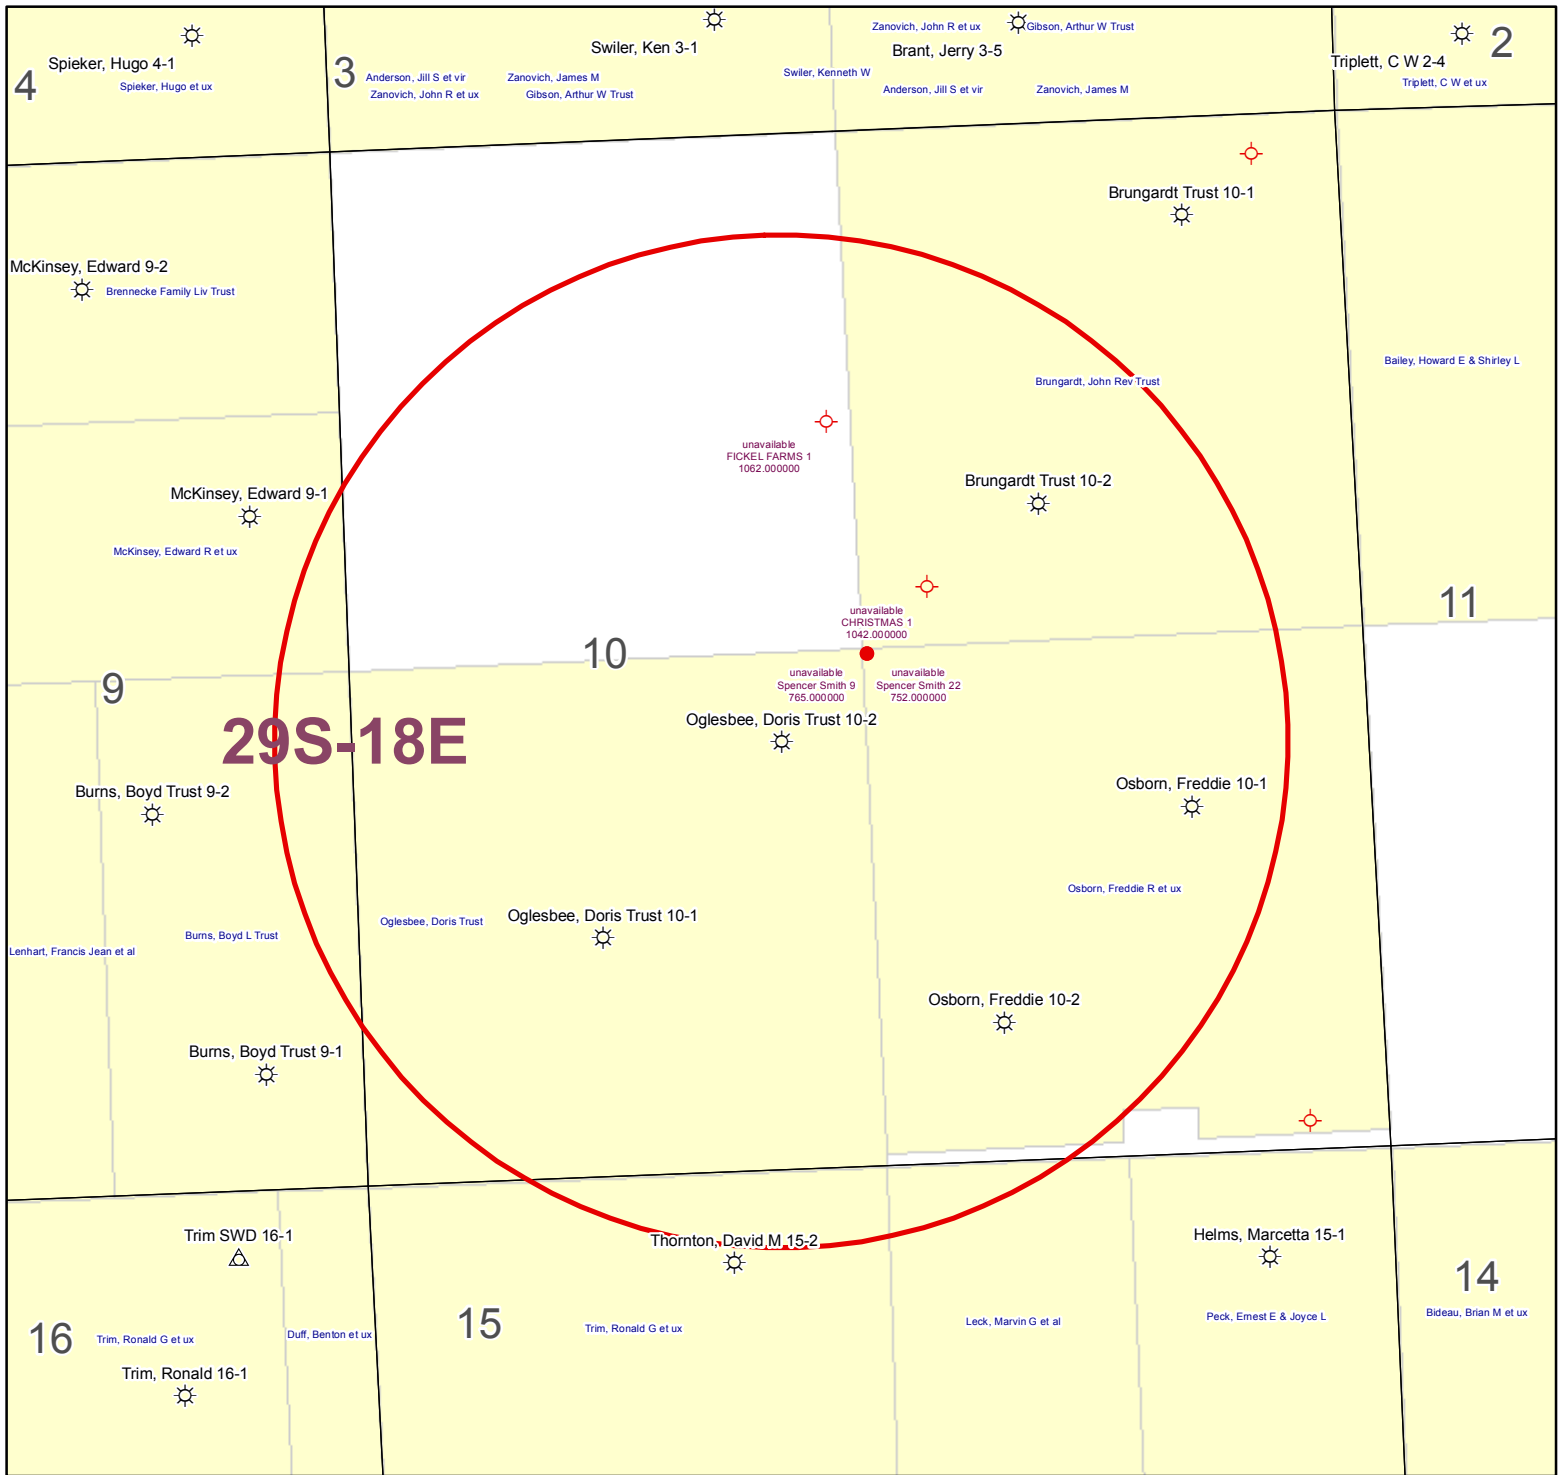 Spieker, Hugo 4-1
4
Spieker, Hugo et ux
3
Swiler, Ken 3-1
Anderson, Jill S et vir
Zanovich, James M
Zanovich, John R et ux
Gibson, Arthur W Trust
Swiler, Kenneth W
Zanovich, John R et ux
Gibson, Arthur W Trust
Brant, Jerry 3-5
Anderson, Jill S et vir
Zanovich, James M
2
Triplett, C W 2-4
Triplett, C W et ux
Brungardt Trust 10-1
McKinsey, Edward 9-2
Brennecke Family Liv Trust
Bailey, Howard E & Shirley L
Brungardt, John Rev Trust
unavailable
FICKEL FARMS 1
1062.000000
Brungardt Trust 10-2
McKinsey, Edward 9-1
McKinsey, Edward R et ux
11
unavailable
CHRISTMAS 1
1042.000000
10
9
unavailable
Spencer Smith 9
765.000000
unavailable
Spencer Smith 22
752.000000
Oglesbee, Doris Trust 10-2
29S-18E
Burns, Boyd Trust 9-2
Osborn, Freddie 10-1
Osborn, Freddie R et ux
Oglesbee, Doris Trust
Oglesbee, Doris Trust 10-1
Burns, Boyd L Trust
Lenhart, Francis Jean et al
Osborn, Freddie 10-2
Burns, Boyd Trust 9-1
Trim SWD 16-1
Thornton, David M 15-2
Helms, Marcetta 15-1
14
Bideau, Brian M et ux
16
Trim, Ronald G et ux
Duff, Benton et ux
15
Trim, Ronald G et ux
Leck, Marvin G et al
Peck, Ernest E & Joyce L
Trim, Ronald 16-1